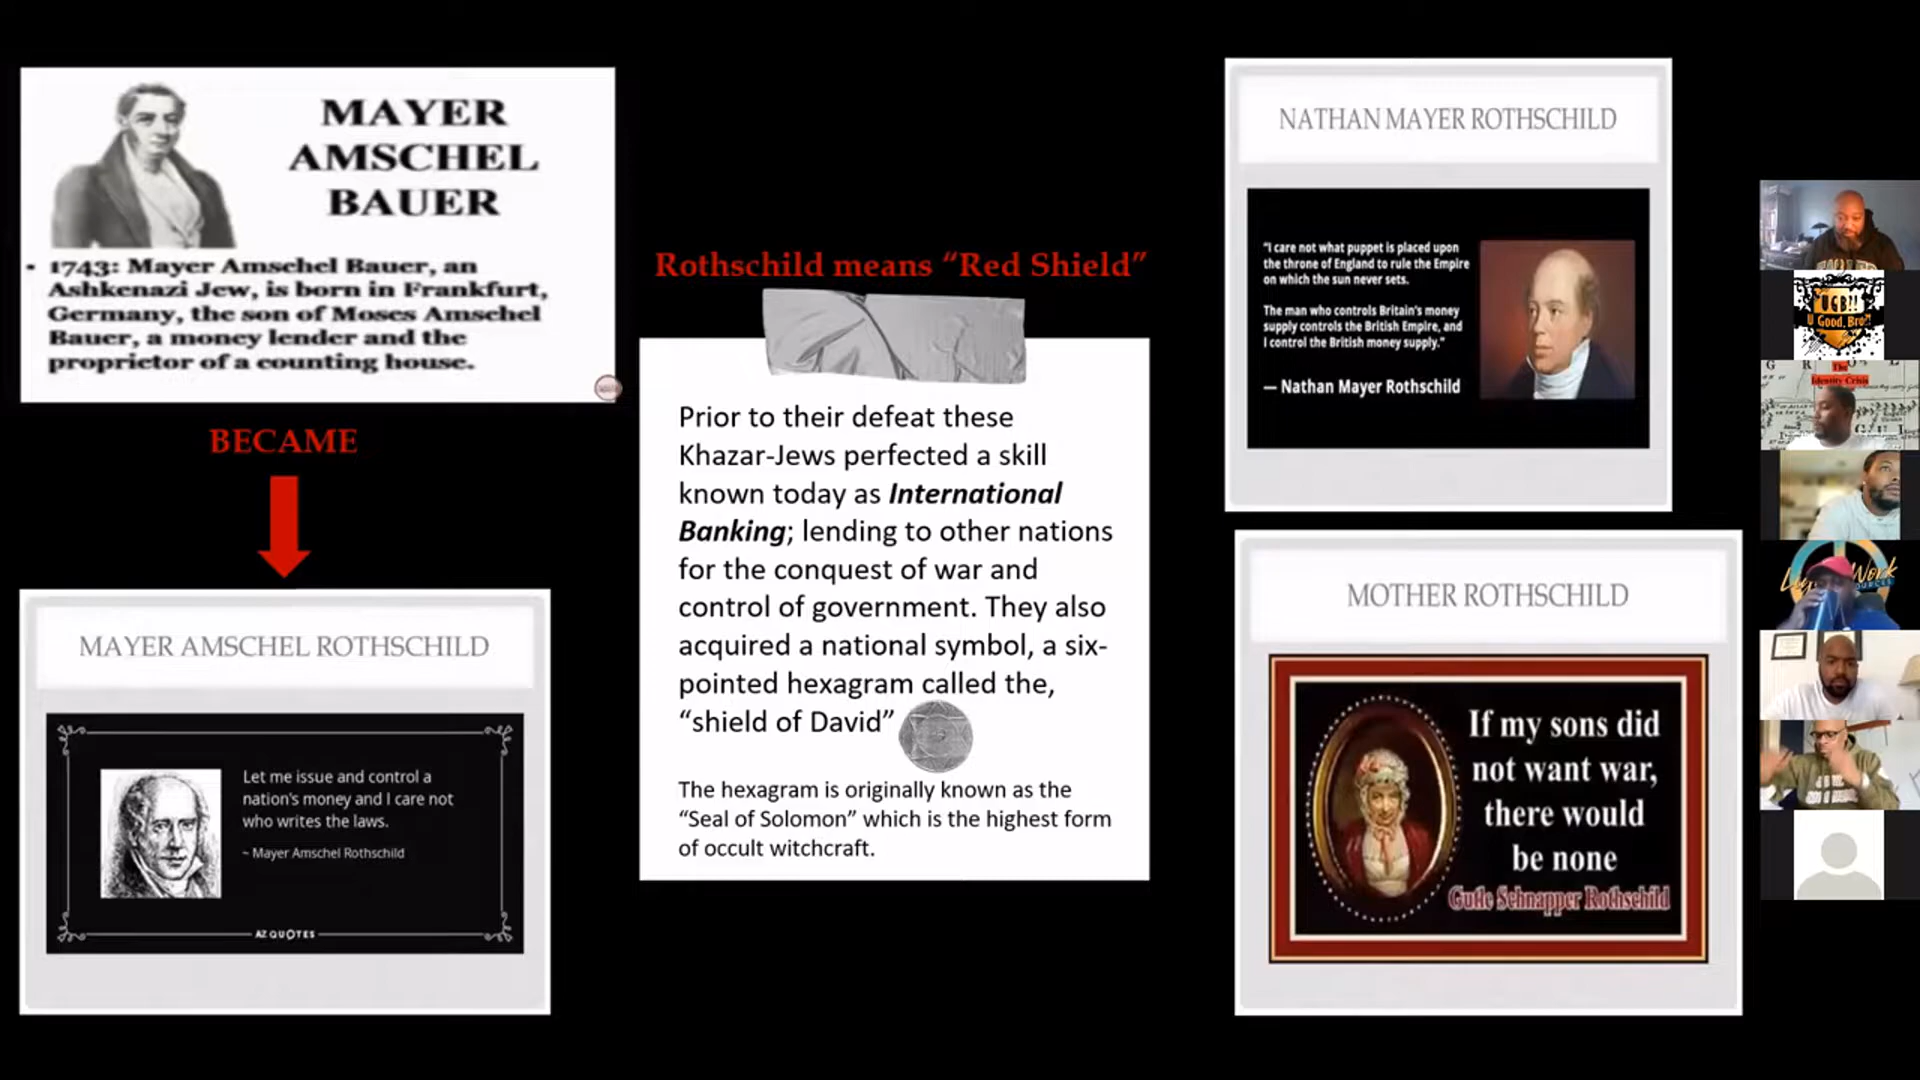 MAYER
AMSCHEL
BAUER
• 1743: Mayer Amschel Bauer, an
Ashkenazi Jew, is born in Frankfurt,
Germany, the son of Moses Amschel
Bauer, a money lender and the
proprietor of a counting house.
BECAME
MAYER AMSCHEL ROTHSCHILD
Let me issue and control a
nation's money and I care not
who writes the laws.
~ Mayer Amschel Rothschild
AZ QUOTES
Rothschild means “Red Shield”
Prior to their defeat these
Khazar-Jews perfected a skill
known today as International
Banking; lending to other nations
for the conquest of war and
control of government. They also
acquired a national symbol, a six-
pointed hexagram called the,
“shield of David”
The hexagram is originally known as the
“Seal of Solomon” which is the highest form
of occult witchcraft.
NATHAN MAYER ROTHSCHILD
“I care not what puppet is placed upon
the throne of England to rule the Empire
on which the sun never sets.
The man who controls Britain's money
supply controls the British Empire, and
I control the British money supply.”
— Nathan Mayer Rothschild
MOTHER ROTHSCHILD
If my sons did
not want war,
there would
be none
Gutle Schnapper Rothschild
UGB!!
U Good, Bro?!
The
Identity Crisis
Work